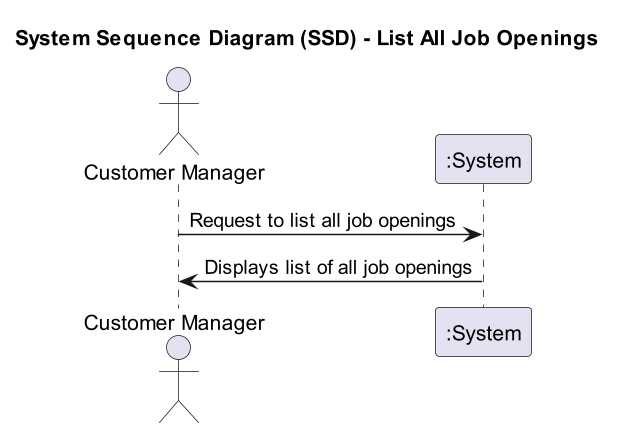 System Sequence Diagram (SSD) - List All Job Openings
Customer Manager
:System
Request to list all job openings
Displays list of all job openings
Customer Manager
:System